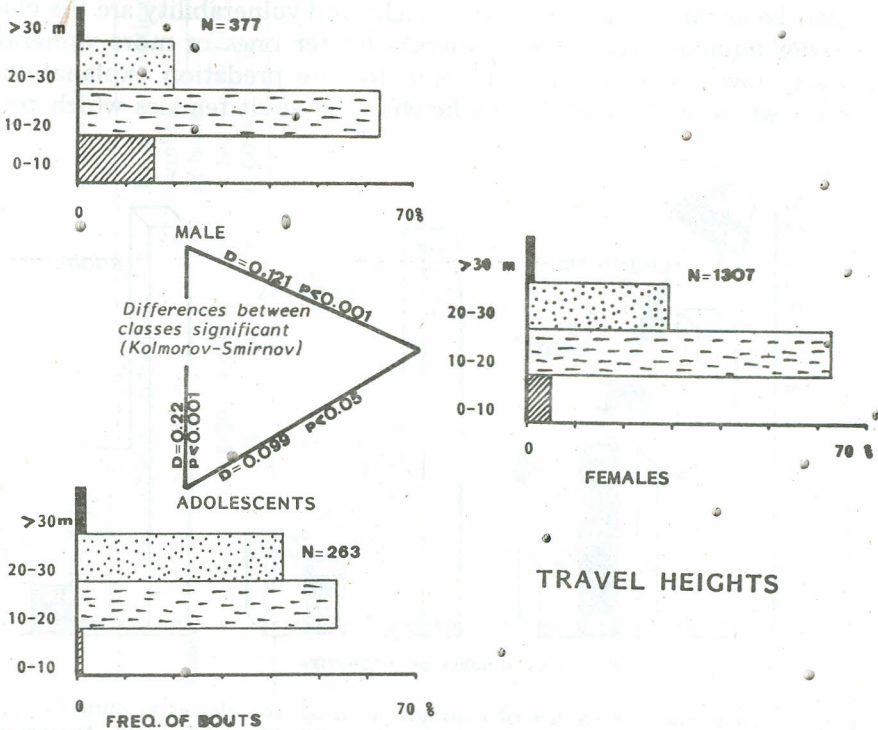 >30 m
N=377
20-30
10-20
0-10
0 70%
MALE
D=0.121 P<0.001
Differences between
classes significant
(Kolmorov-Smirnov)
D=0.22
P<0.001
D=0.099 P<0.05
ADOLESCENTS
>30 m
N=1307
20-30
10-20
0-10
0 70 %
FEMALES
>30 m
N=263
20-30
10-20
0-10
0 70 %
FREQ. OF BOUTS
TRAVEL HEIGHTS